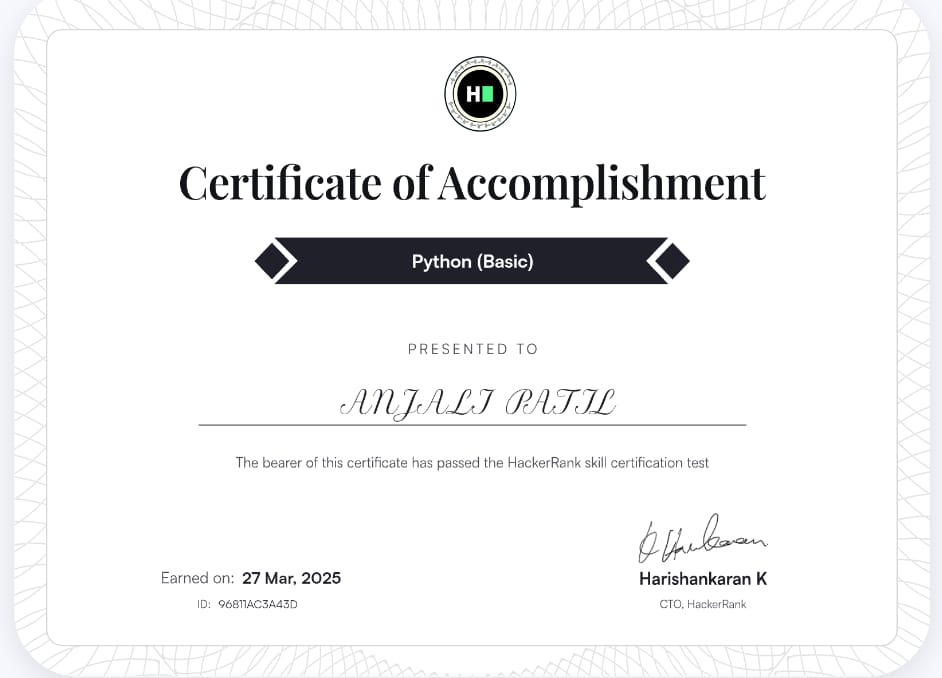 H
Certificate of Accomplishment
Python (Basic)
PRESENTED TO
ANJALI PATIL
The bearer of this certificate has passed the HackerRank skill certification test
Earned on: 27 Mar, 2025
ID: 96811AC3A43D
Harishankaran K
CTO, HackerRank